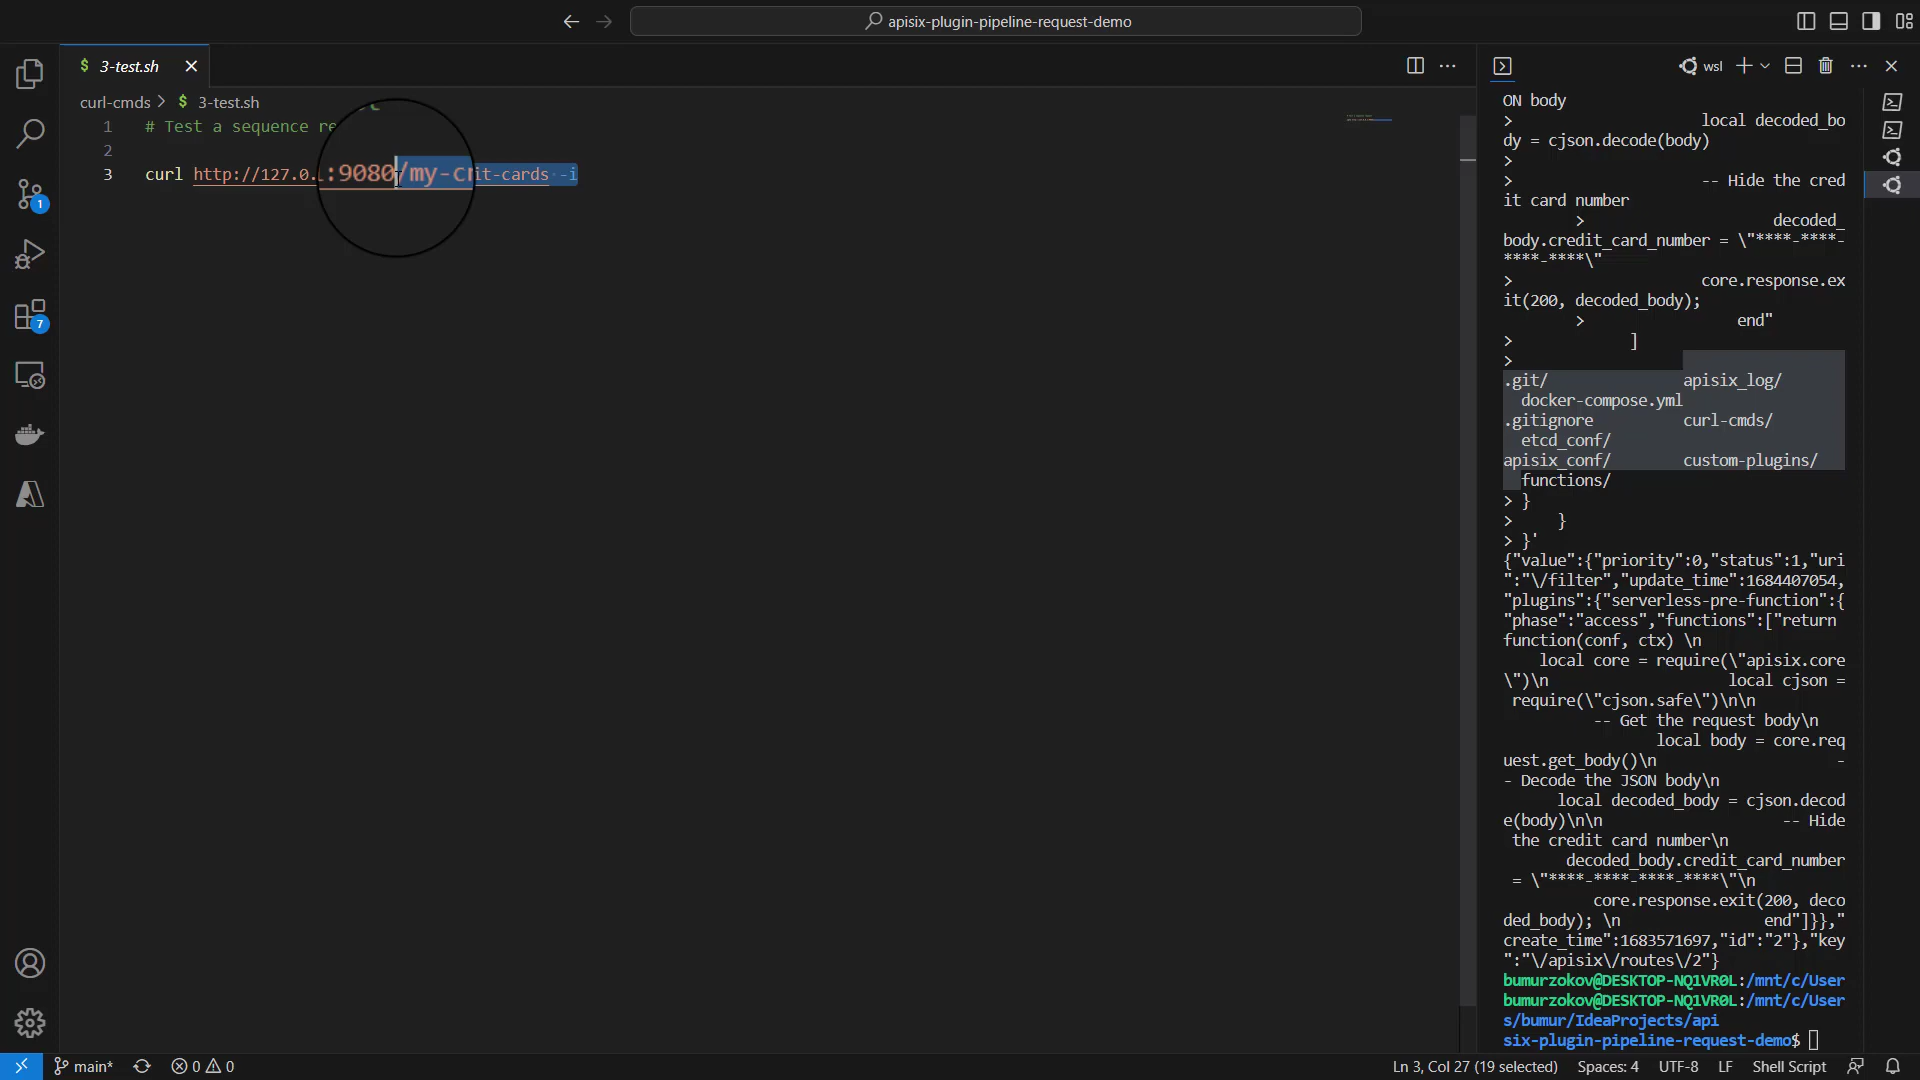 apisix-plugin-pipeline-request-demo
$ 3-test.sh
wsl
curl-cmds > $ 3-test.sh
1 # Test a sequence re
2
3 curl http://127.0. :9080/my-cr it-cards -i
ON body
> local decoded_bo
dy = cjson.decode(body)
>
> -- Hide the cred
it card number
> decoded_
body.credit_card_number = \"****-****-
****-****\"
> core.response.ex
it(200, decoded_body);
> end"
> ]
>
.git/ apisix_log/
docker-compose.yml
.gitignore curl-cmds/
etcd_conf/
apisix_conf/ custom-plugins/
functions/
> }
> }
> }'
{"value":{"priority":0,"status":1,"uri
":"\/filter","update_time":1684407054,
"plugins":{"serverless-pre-function":{
"phase":"access","functions":["return
function(conf, ctx) \n
local core = require(\"apisix.core
\")\n local cjson =
require(\"cjson.safe\")\n\n
-- Get the request body\n
local body = core.req
uest.get_body()\n -
- Decode the JSON body\n
local decoded_body = cjson.decod
e(body)\n\n -- Hide
the credit card number\n
decoded_body.credit_card_number
= \"****-****-****-****\"\n
core.response.exit(200, deco
ded_body); \n end"]}},"
create_time":1683571697,"id":"2"},"key
":"\/apisix\/routes\/2"}
bumurzokov@DESKTOP-NQ1VR0L:/mnt/c/User
bumurzokov@DESKTOP-NQ1VR0L:/mnt/c/User
s/bumur/IdeaProjects/api
six-plugin-pipeline-request-demo$
1
7
main* 0 0
Ln 3, Col 27 (19 selected) Spaces: 4 UTF-8 LF Shell Script